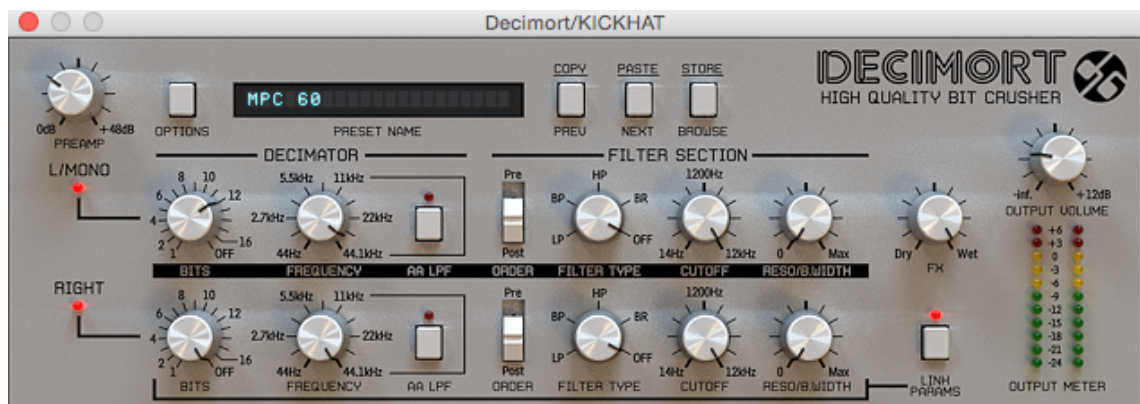 Decimort/KICKHAT
0dB +48dB
PREAMP
OPTIONS
MPC 60
PRESET NAME
COPY PASTE STORE
PREV NEXT BROWSE
DECIMORT
HIGH QUALITY BIT CRUSHER
-inf. +12dB
OUTPUT VOLUME
L/MONO
DECIMATOR
FILTER SECTION
1 2 4 6 8 10 12 16 OFF
BITS
44Hz 2.7kHz 5.5kHz 11kHz 22kHz 44.1kHz
FREQUENCY
AA LPF
Pre
Post
ORDER
LP BP HP BR OFF
FILTER TYPE
14Hz 1200Hz 12kHz
CUTOFF
0 Max
RESO/B.WIDTH
Dry Wet
FX
RIGHT
1 2 4 6 8 10 12 16 OFF
BITS
44Hz 2.7kHz 5.5kHz 11kHz 22kHz 44.1kHz
FREQUENCY
AA LPF
Pre
Post
ORDER
LP BP HP BR OFF
FILTER TYPE
14Hz 1200Hz 12kHz
CUTOFF
0 Max
RESO/B.WIDTH
LINK
PARAMS
+6
+3
0
-3
-6
-9
-12
-15
-18
-21
-24
OUTPUT METER